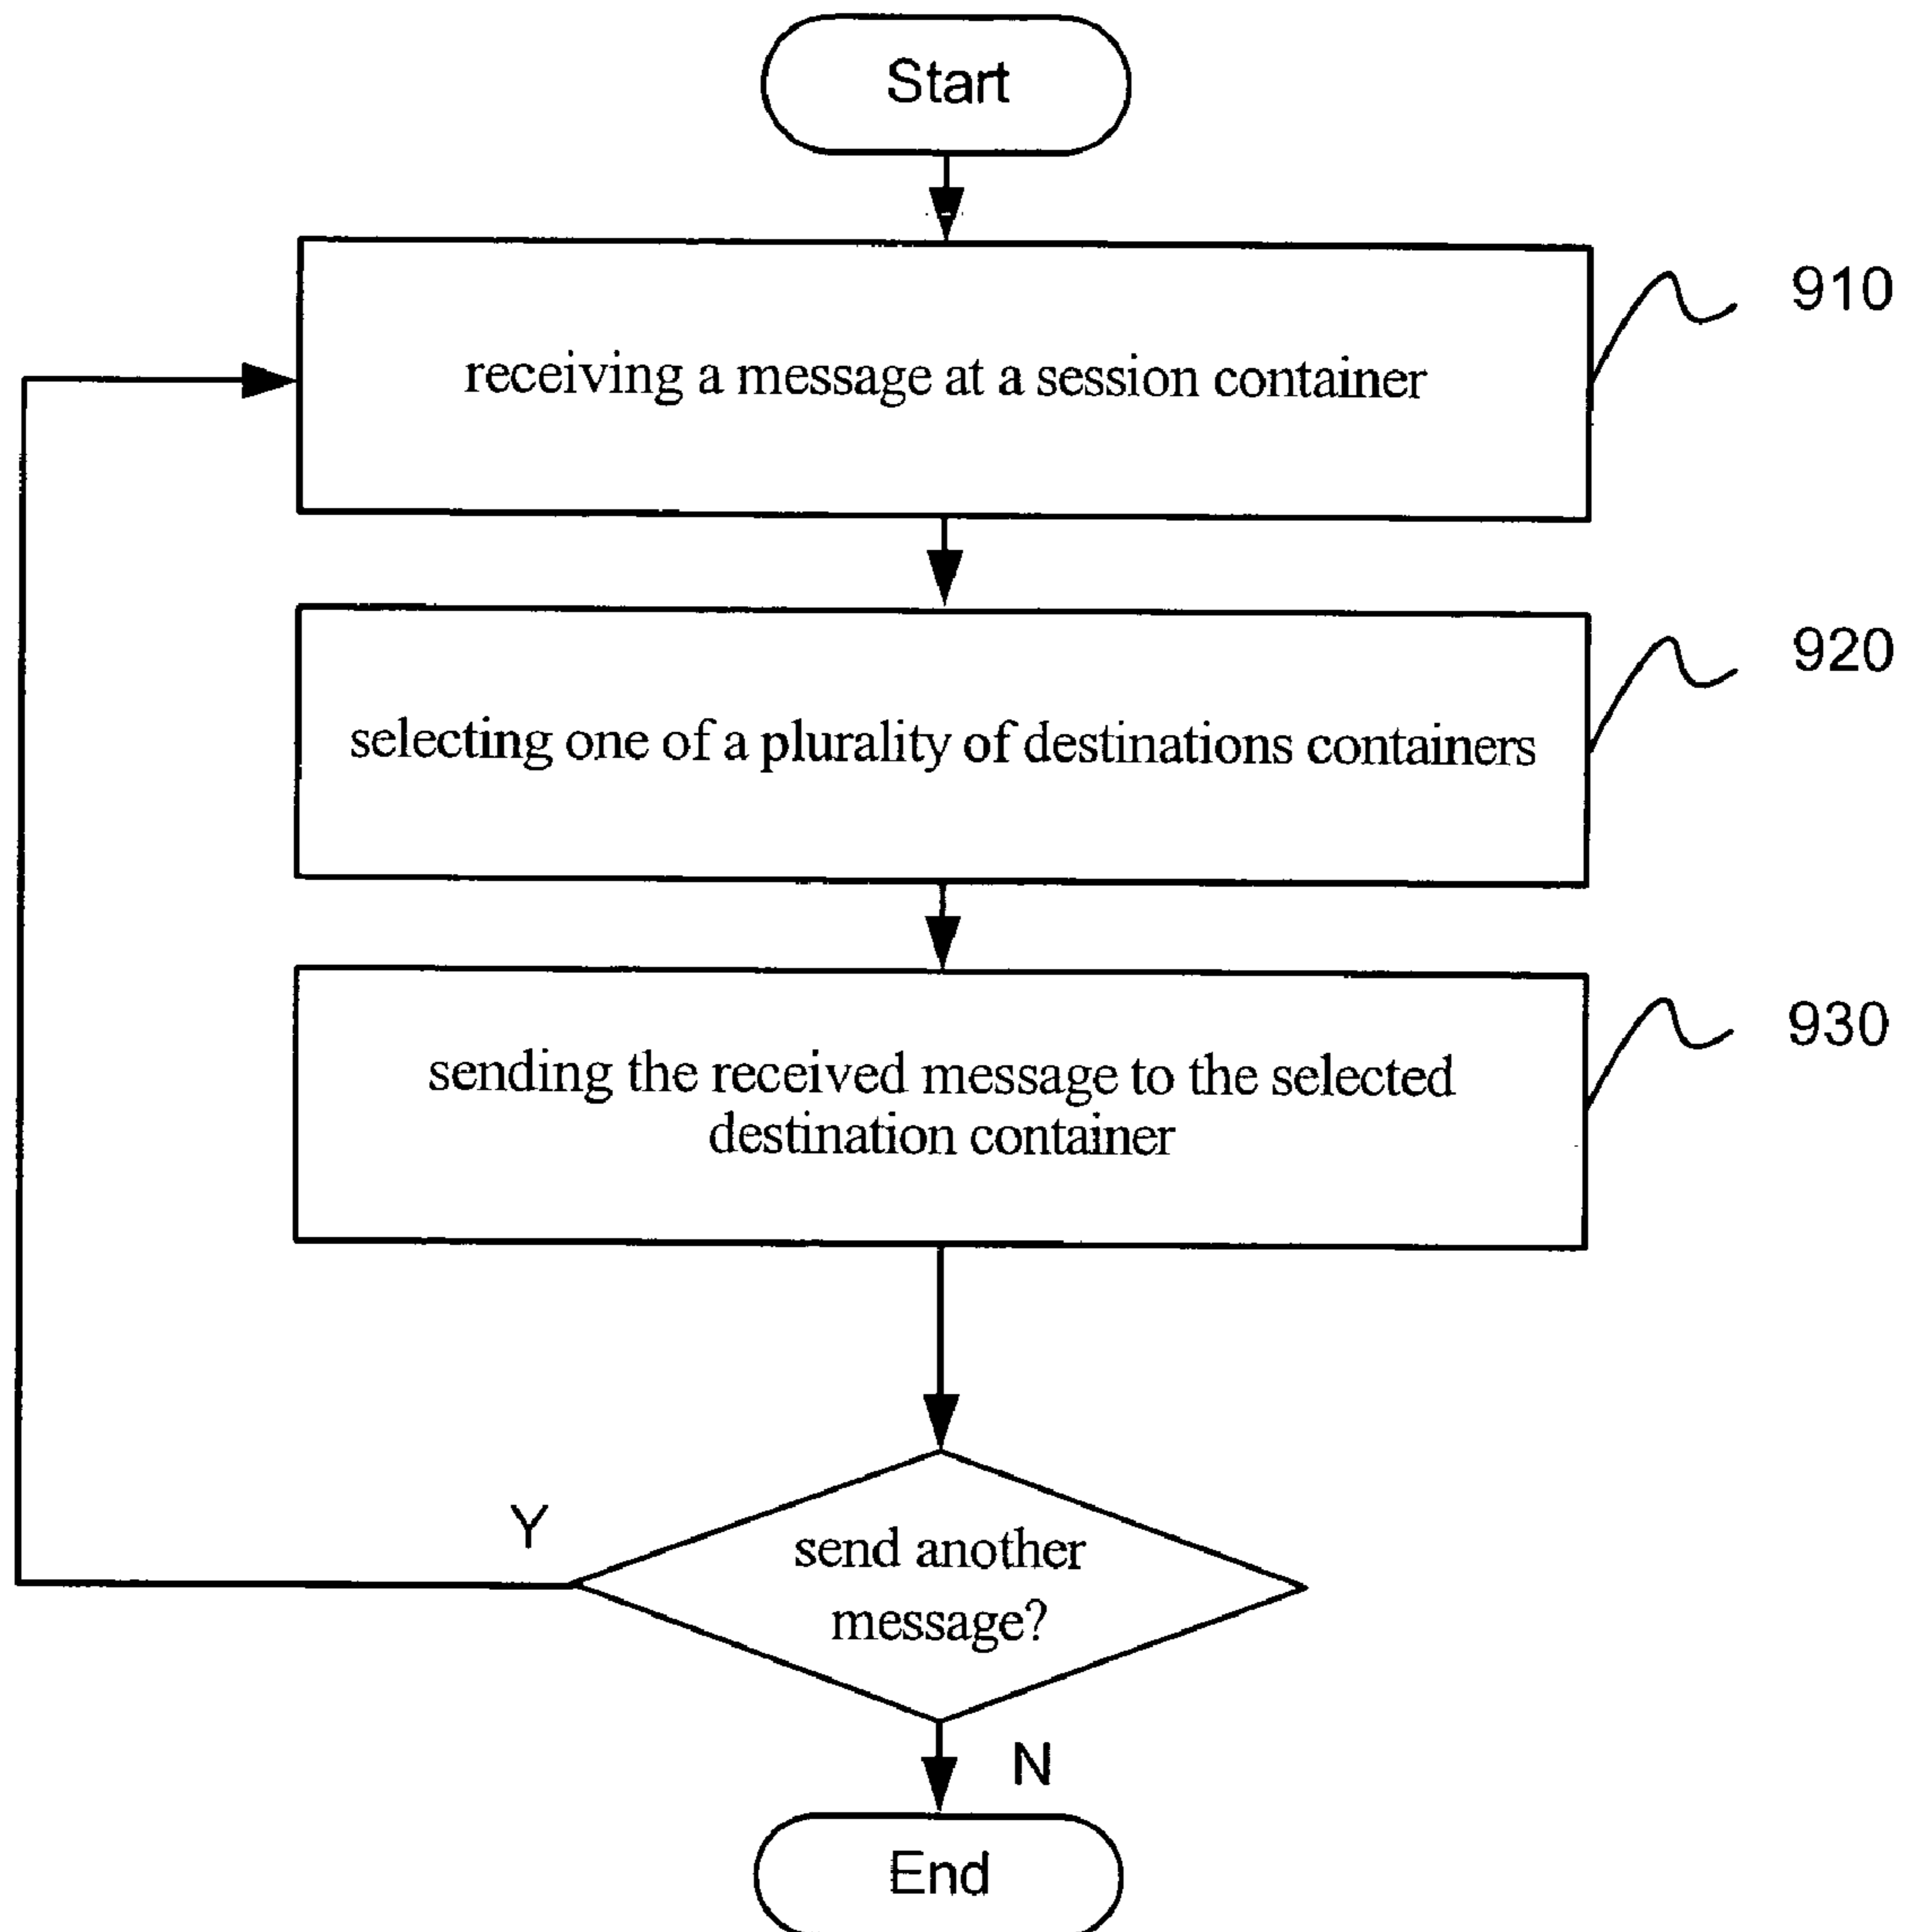 Start
910
receiving a message at a session container
920
selecting one of a plurality of destinations containers
930
sending the received message to the selected
destination container
Y
send another
message?
N
End